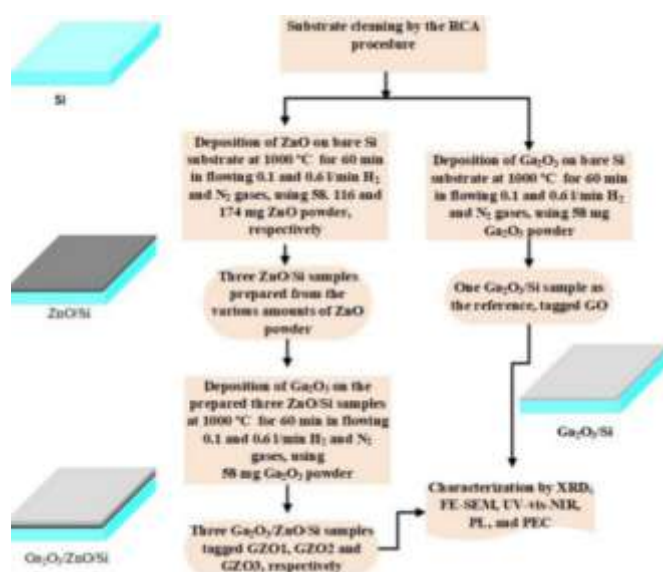 Substrate cleaning by the RCA
procedure
Si
Deposition of ZnO on bare Si
substrate at 1000 °C for 60 min
in flowing 0.1 and 0.6 l/min H₂
and N₂ gases, using 58, 116 and
174 mg ZnO powder,
respectively
Deposition of Ga₂O₃ on bare Si
substrate at 1000 °C for 60 min
in flowing 0.1 and 0.6 l/min H₂
and N₂ gases, using 58 mg
Ga₂O₃ powder
ZnO/Si
Three ZnO/Si samples
prepared from the
various amounts of ZnO
powder
One Ga₂O₃/Si sample as
the reference, tagged GO
Deposition of Ga₂O₃ on the
prepared three ZnO/Si samples
at 1000 °C for 60 min in flowing
0.1 and 0.6 l/min H₂ and N₂
gases, using
58 mg Ga₂O₃ powder
Ga₂O₃/Si
Ga₂O₃/ZnO/Si
Three Ga₂O₃/ZnO/Si samples
tagged GZO1, GZO2 and
GZO3, respectively
Characterization by XRD,
FE-SEM, UV-vis-NIR,
PL, and PEC